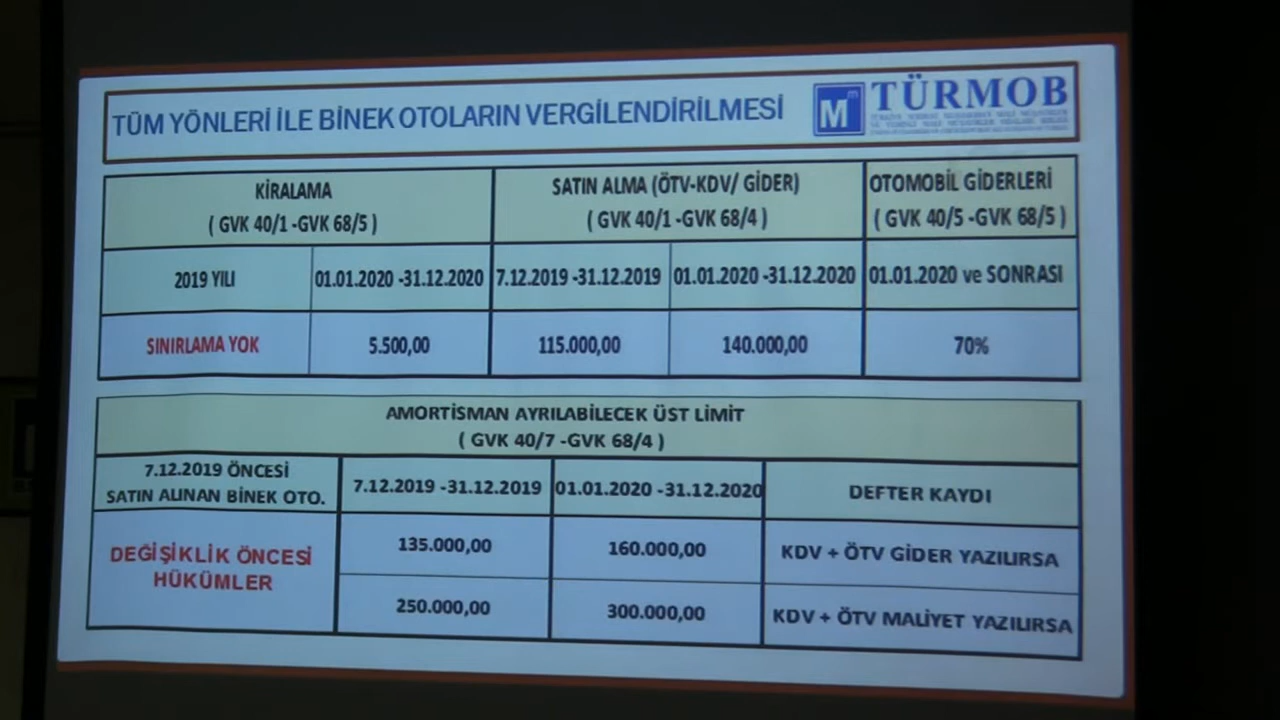 TÜM YÖNLERİ İLE BİNEK OTOLARIN VERGİLENDİRİLMESİ
M
m
TÜRMOB
KİRALAMA
( GVK 40/1 -GVK 68/5 )
SATIN ALMA (ÖTV-KDV/ GİDER)
( GVK 40/1 -GVK 68/4 )
OTOMOBİL GİDERLERİ
( GVK 40/5 -GVK 68/5 )
2019 YILI
01.01.2020 -31.12.2020
7.12.2019 -31.12.2019
01.01.2020 -31.12.2020
01.01.2020 ve SONRASI
SINIRLAMA YOK
5.500,00
115.000,00
140.000,00
70%
AMORTİSMAN AYRILABİLECEK ÜST LİMİT
( GVK 40/7 -GVK 68/4 )
7.12.2019 ÖNCESİ
SATIN ALINAN BİNEK OTO.
7.12.2019 -31.12.2019
01.01.2020 -31.12.2020
DEFTER KAYDI
DEĞİŞİKLİK ÖNCESİ
HÜKÜMLER
135.000,00
160.000,00
KDV + ÖTV GİDER YAZILIRSA
250.000,00
300.000,00
KDV + ÖTV MALİYET YAZILIRSA